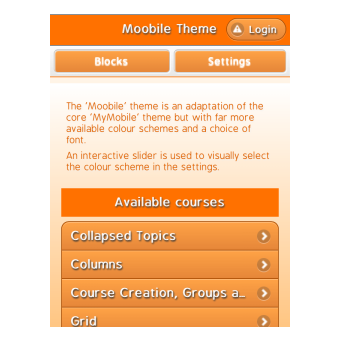 Moobile Theme
Login
Blocks
Settings
The 'Moobile' theme is an adaptation of the
core 'MyMobile' theme but with far more
available colour schemes and a choice of
font.
An interactive slider is used to visually select
the colour scheme in the settings.
Available courses
Collapsed Topics
Columns
Course Creation, Groups a...
Grid